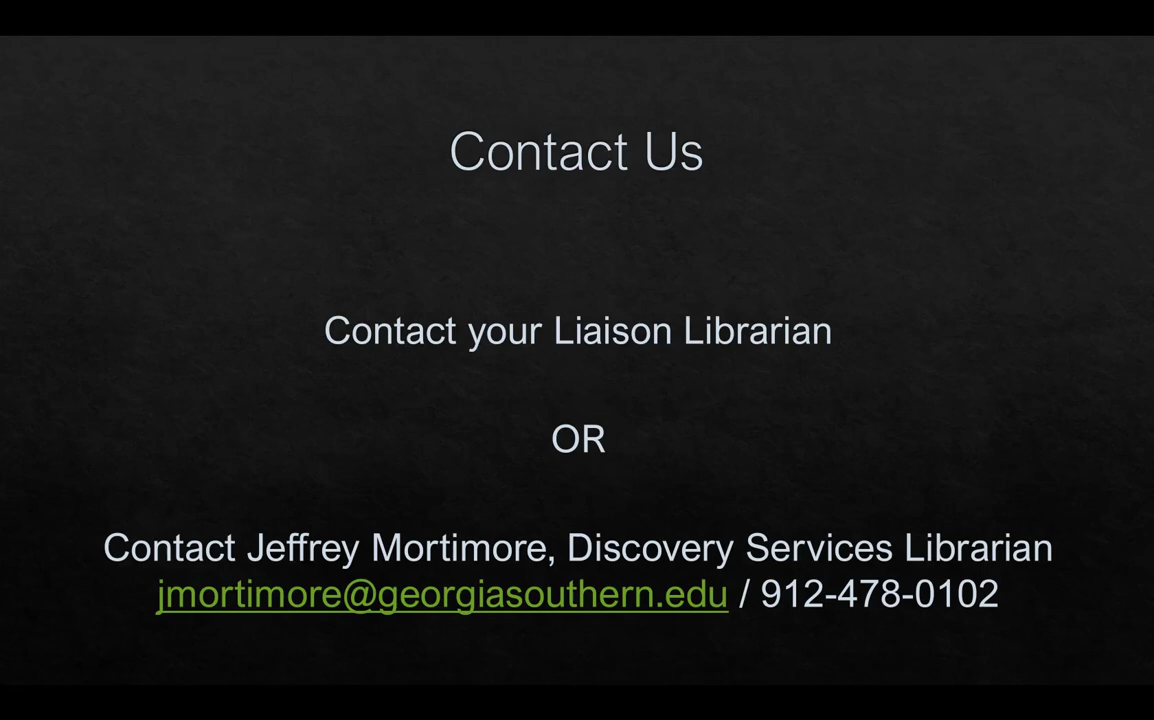 Contact Us
Contact your Liaison Librarian
OR
Contact Jeffrey Mortimore, Discovery Services Librarian
jmortimore@georgiasouthern.edu / 912-478-0102